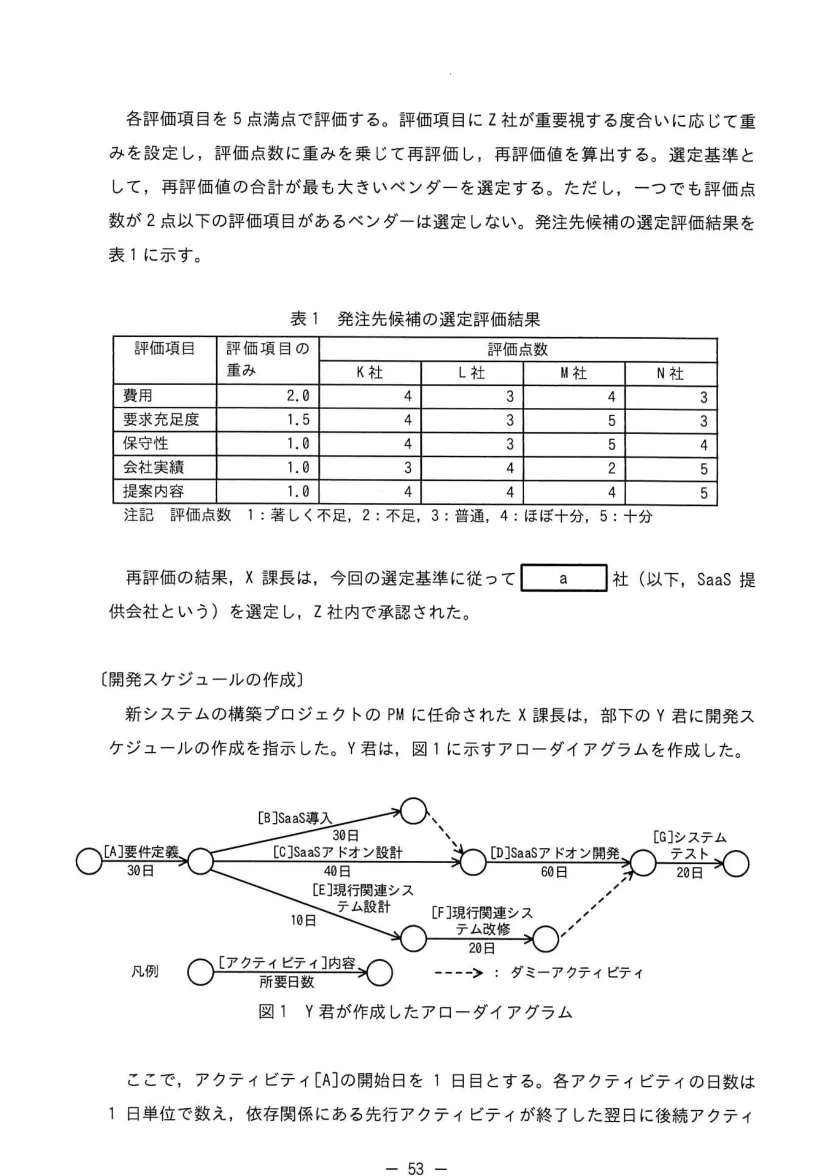 各評価項目を 5 点満点で評価する。評価項目に Z 社が重要視する度合いに応じて重
みを設定し，評価点数に重みを乗じて再評価し，再評価値を算出する。選定基準と
して，再評価値の合計が最も大きいベンダーを選定する。ただし，一つでも評価点
数が 2 点以下の評価項目があるベンダーは選定しない。発注先候補の選定評価結果を
表 1 に示す。
表 1　発注先候補の選定評価結果
評価項目　評価項目の重み　評価点数
K 社　L 社　M 社　N 社
費用　2.0　4　3　4　3
要求充足度　1.5　4　3　5　3
保守性　1.0　4　3　5　4
会社実績　1.0　3　4　2　5
提案内容　1.0　4　4　4　5
注記　評価点数　1：著しく不足，2：不足，3：普通，4：ほぼ十分，5：十分
再評価の結果，X 課長は，今回の選定基準に従って a 社（以下，SaaS 提
供会社という）を選定し，Z 社内で承認された。
〔開発スケジュールの作成〕
新システムの構築プロジェクトの PM に任命された X 課長は，部下の Y 君に開発ス
ケジュールの作成を指示した。Y 君は，図 1 に示すアローダイアグラムを作成した。
[A]要件定義
30日
[B]SaaS導入
30日
[C]SaaSアドオン設計
40日
[D]SaaSアドオン開発
60日
[G]システム
テスト
20日
[E]現行関連シス
テム設計
10日
[F]現行関連シス
テム改修
20日
凡例
[アクティビティ]内容
所要日数
：ダミーアクティビティ
図 1　Y 君が作成したアローダイアグラム
ここで，アクティビティ[A]の開始日を 1 日目とする。各アクティビティの日数は
1 日単位で数え，依存関係にある先行アクティビティが終了した翌日に後続アクティ
－ 53 －